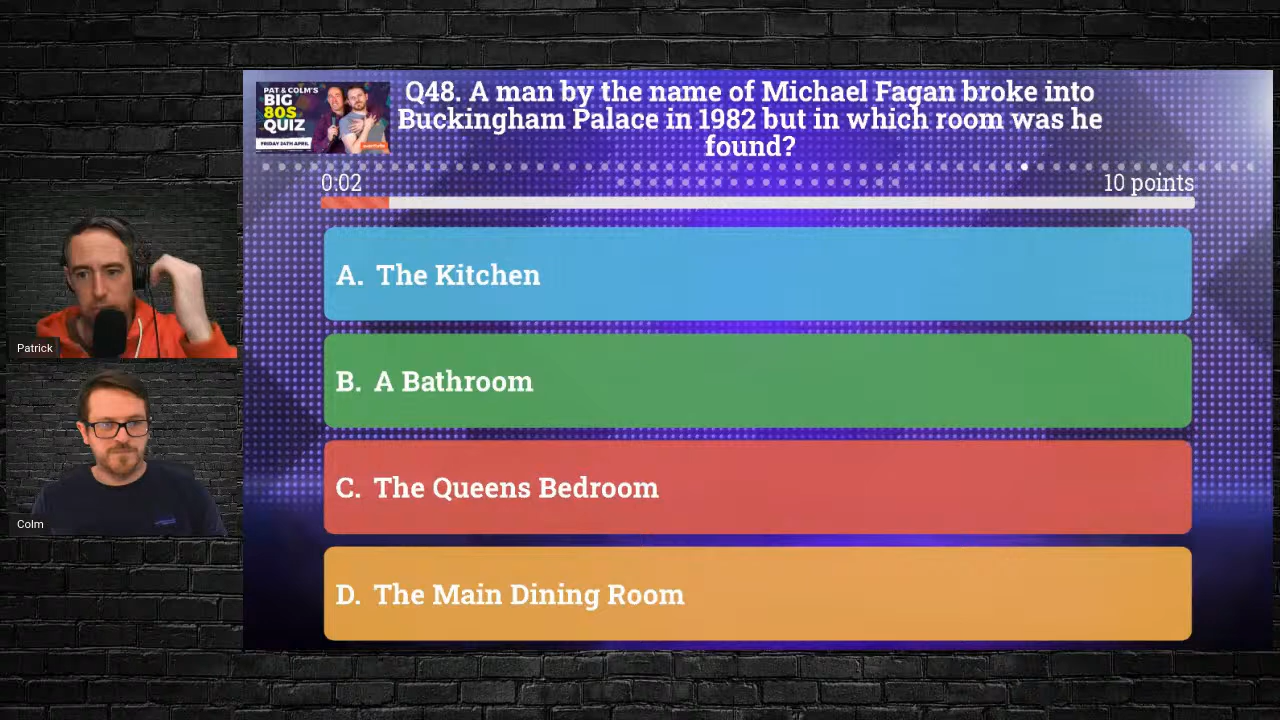 PAT & COLM'S
BIG
80S
QUIZ
FRIDAY 24TH APRIL
Q48. A man by the name of Michael Fagan broke into
Buckingham Palace in 1982 but in which room was he
found?
0:02
10 points
A. The Kitchen
B. A Bathroom
C. The Queens Bedroom
D. The Main Dining Room
Patrick
Colm